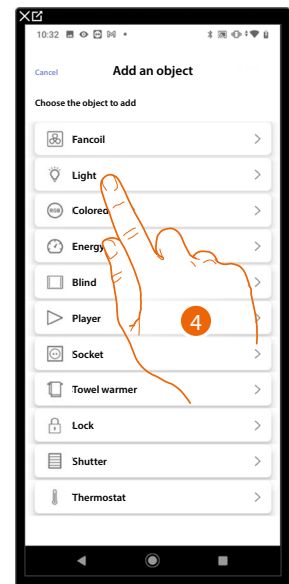 10:32
Cancel
Add an object
Choose the object to add
Fancoil
Light
RGB Colored
Energy
Blind
Player
4
Socket
Towel warmer
Lock
Shutter
Thermostat